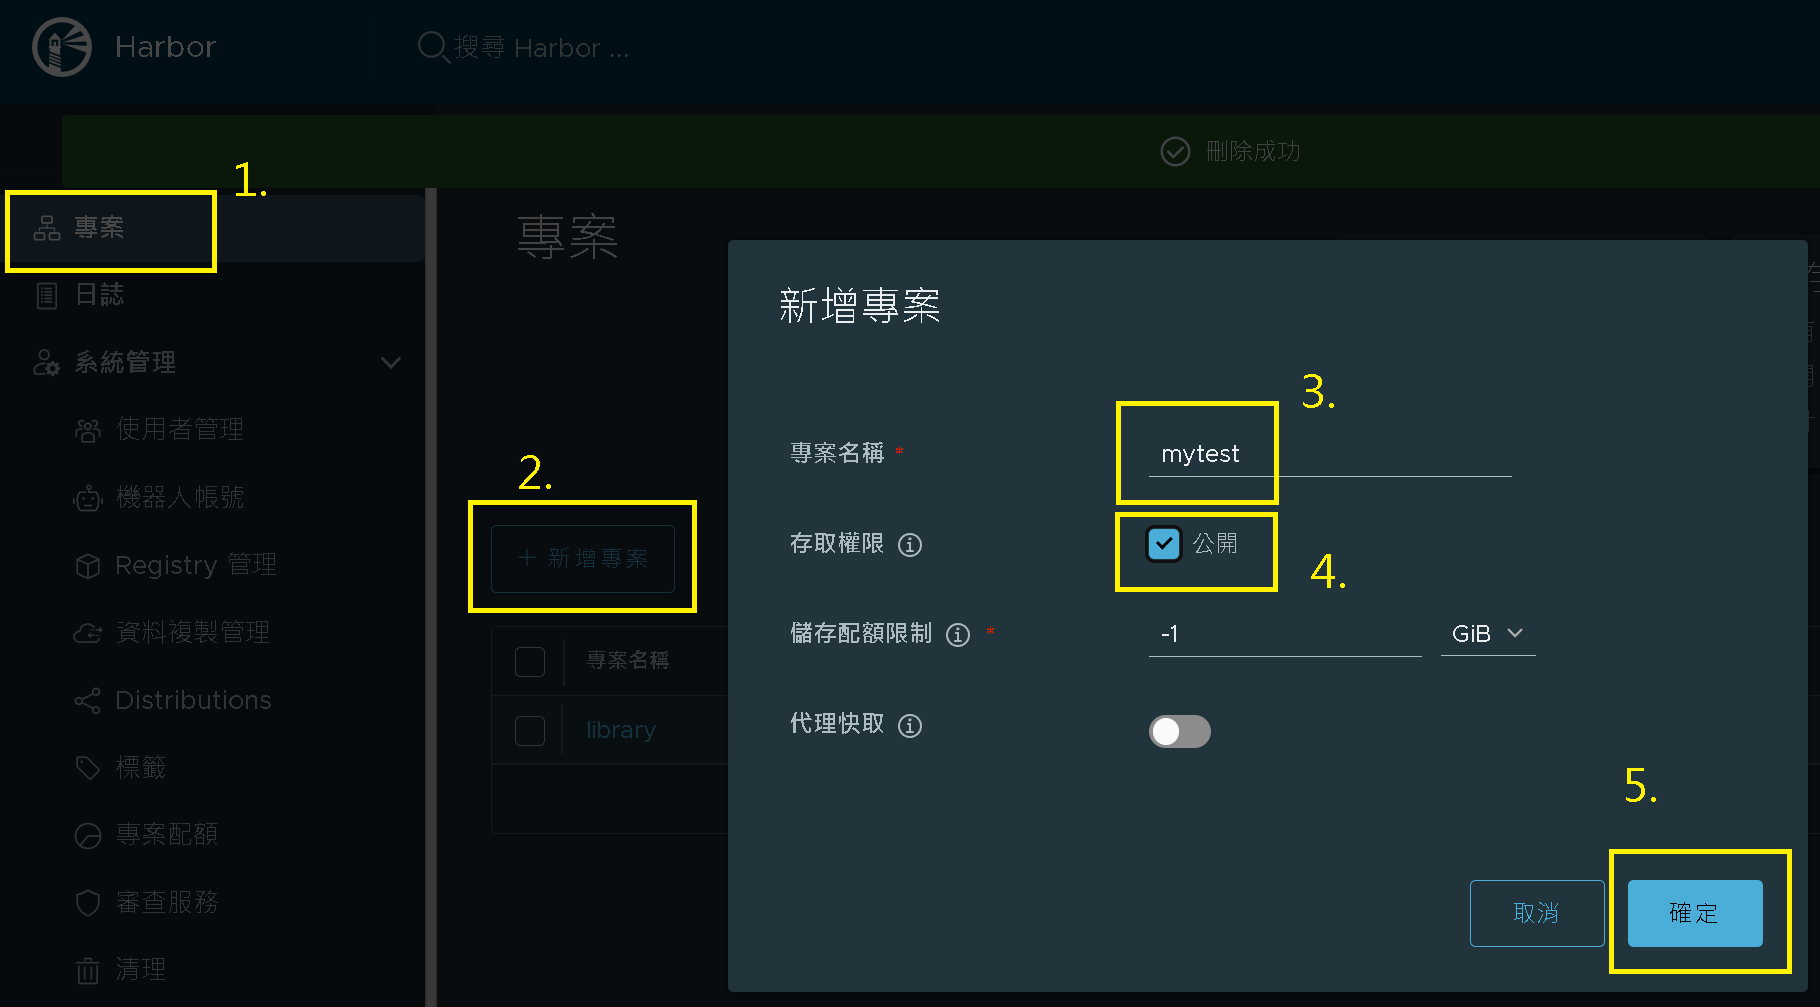 Harbor
搜尋 Harbor ...
刪除成功
1.
專案
日誌
系統管理
使用者管理
機器人帳號
Registry 管理
資料複製管理
Distributions
標籤
專案配額
審查服務
清理
專案
2.
+ 新增專案
專案名稱
library
新增專案
3.
專案名稱 *
mytest
存取權限
公開
4.
儲存配額限制 *
-1
GiB
代理快取
5.
取消
確定